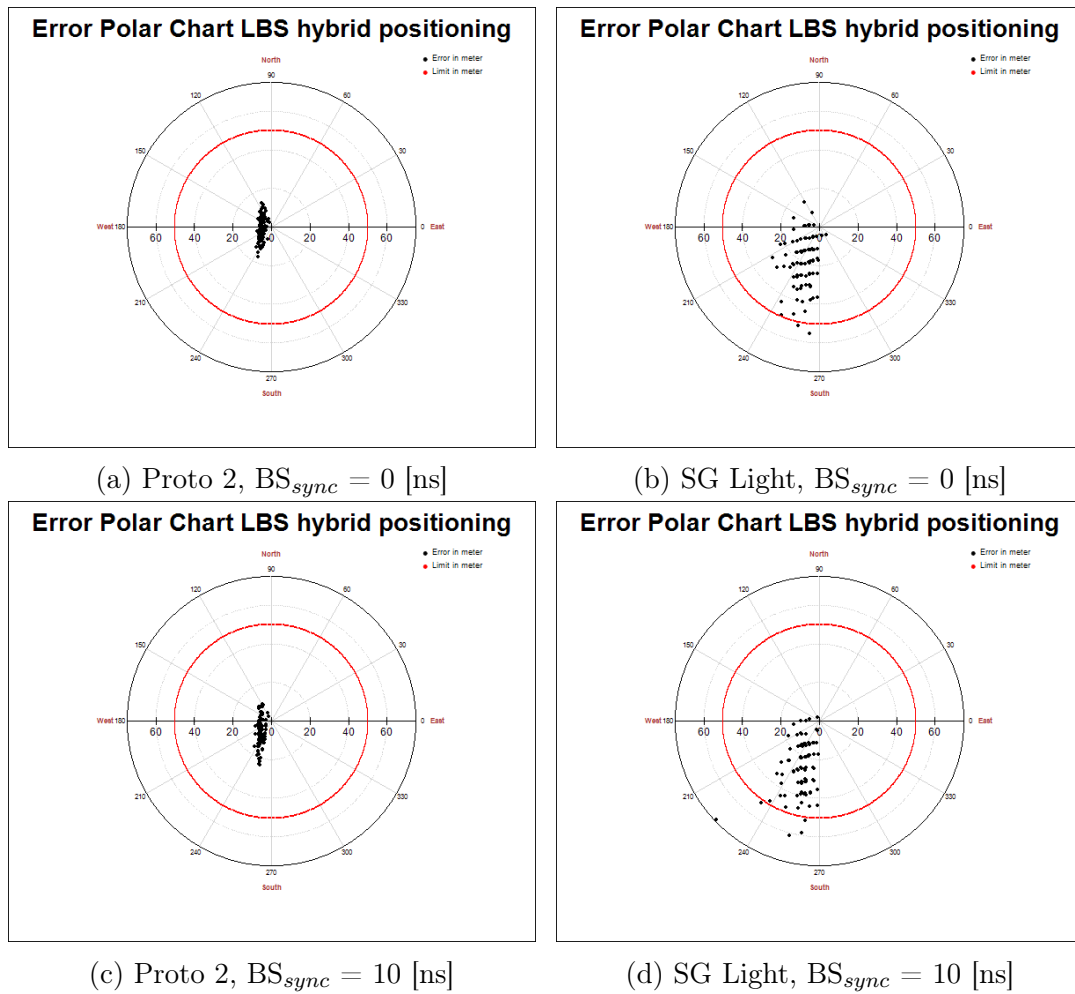 Error Polar Chart LBS hybrid positioning
Error in meter
Limit in meter
North
90
120 60
150 30
West 180 0 East
60 40 20 0 20 40 60
210 330
240 300
270
South
(a) Proto 2, BS_sync = 0 [ns]
Error Polar Chart LBS hybrid positioning
Error in meter
Limit in meter
North
90
120 60
150 30
West 180 0 East
60 40 20 0 20 40 60
210 330
240 300
270
South
(b) SG Light, BS_sync = 0 [ns]
Error Polar Chart LBS hybrid positioning
Error in meter
Limit in meter
North
90
120 60
150 30
West 180 0 East
60 40 20 0 20 40 60
210 330
240 300
270
South
(c) Proto 2, BS_sync = 10 [ns]
Error Polar Chart LBS hybrid positioning
Error in meter
Limit in meter
North
90
120 60
150 30
West 180 0 East
60 40 20 0 20 40 60
210 330
240 300
270
South
(d) SG Light, BS_sync = 10 [ns]